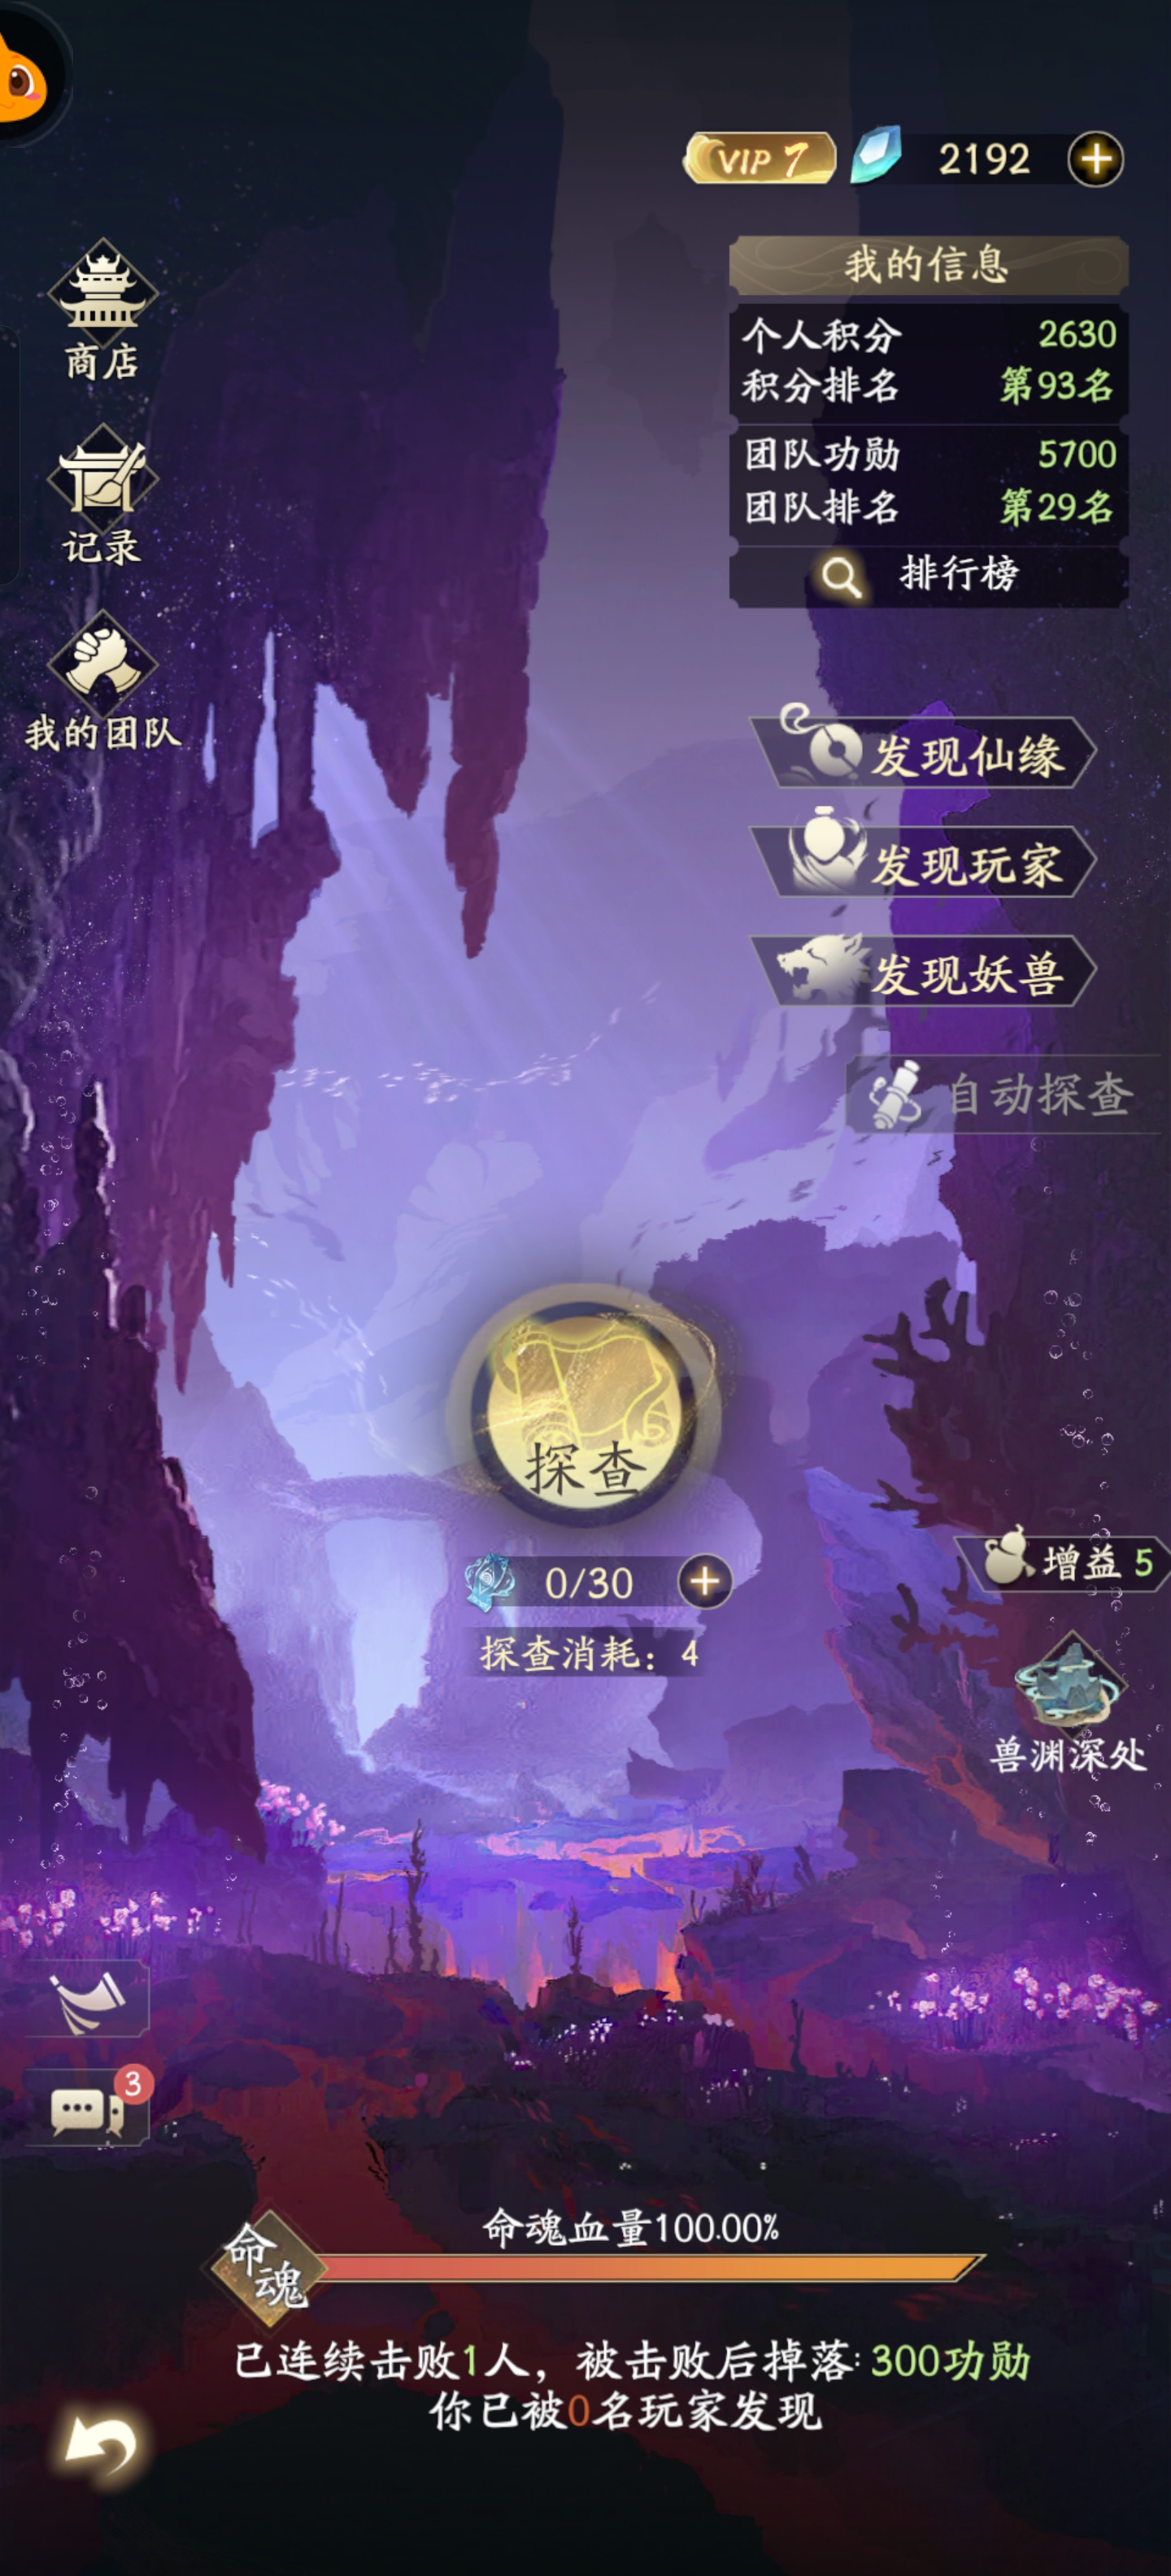 VIP 7
2192
商店
记录
我的团队
我的信息
个人积分 2630
积分排名 第93名
团队功勋 5700
团队排名 第29名
排行榜
发现仙缘
发现玩家
发现妖兽
自动探查
探查
0/30
探查消耗：4
增益 5
兽渊深处
3
命魂
命魂血量100.00%
已连续击败1人，被击败后掉落:300功勋
你已被0名玩家发现